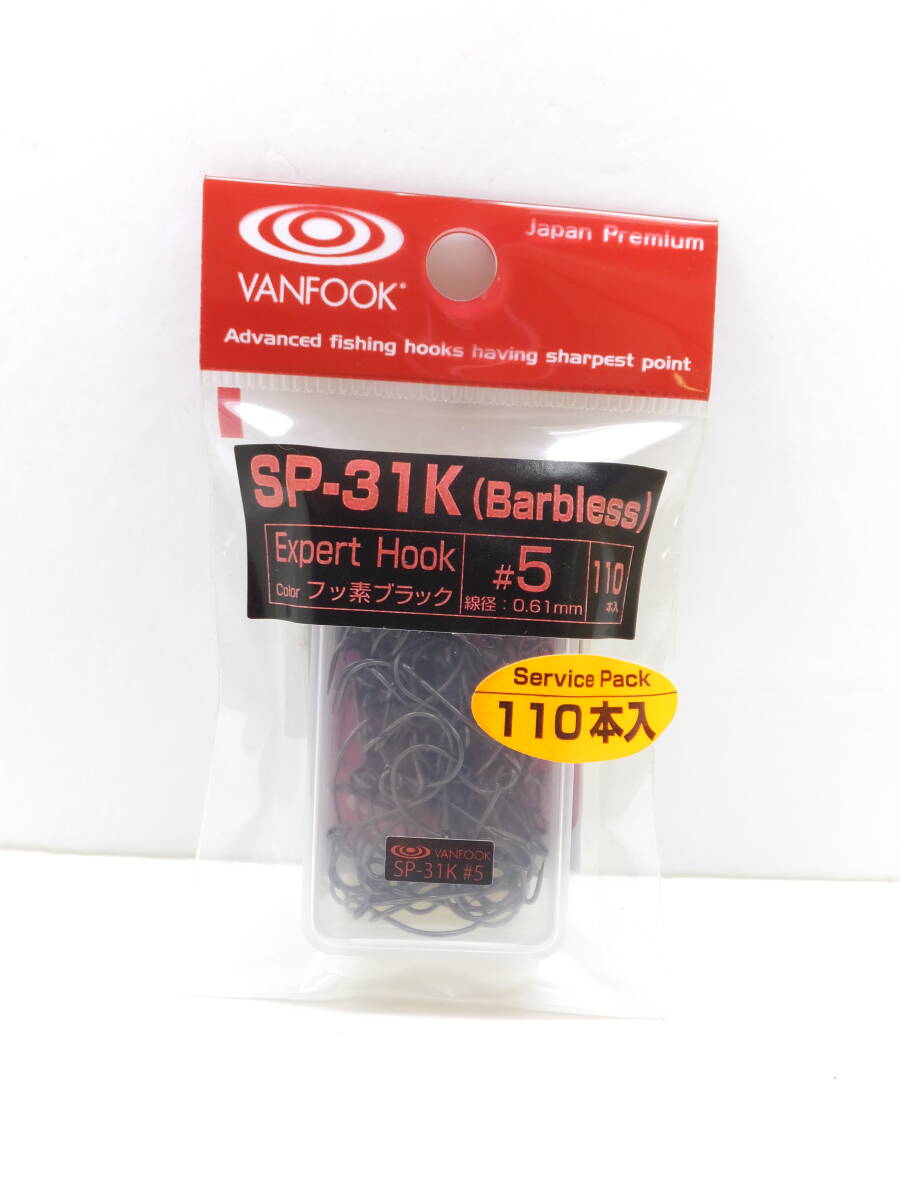 Japan Premium
VANFOOK®
Advanced fishing hooks having sharpest point
SP-31K (Barbless)
Expert Hook
Color フッ素ブラック
#5
線径：0.61mm
110
本入
Service Pack
110本入
VANFOOK
SP-31K #5